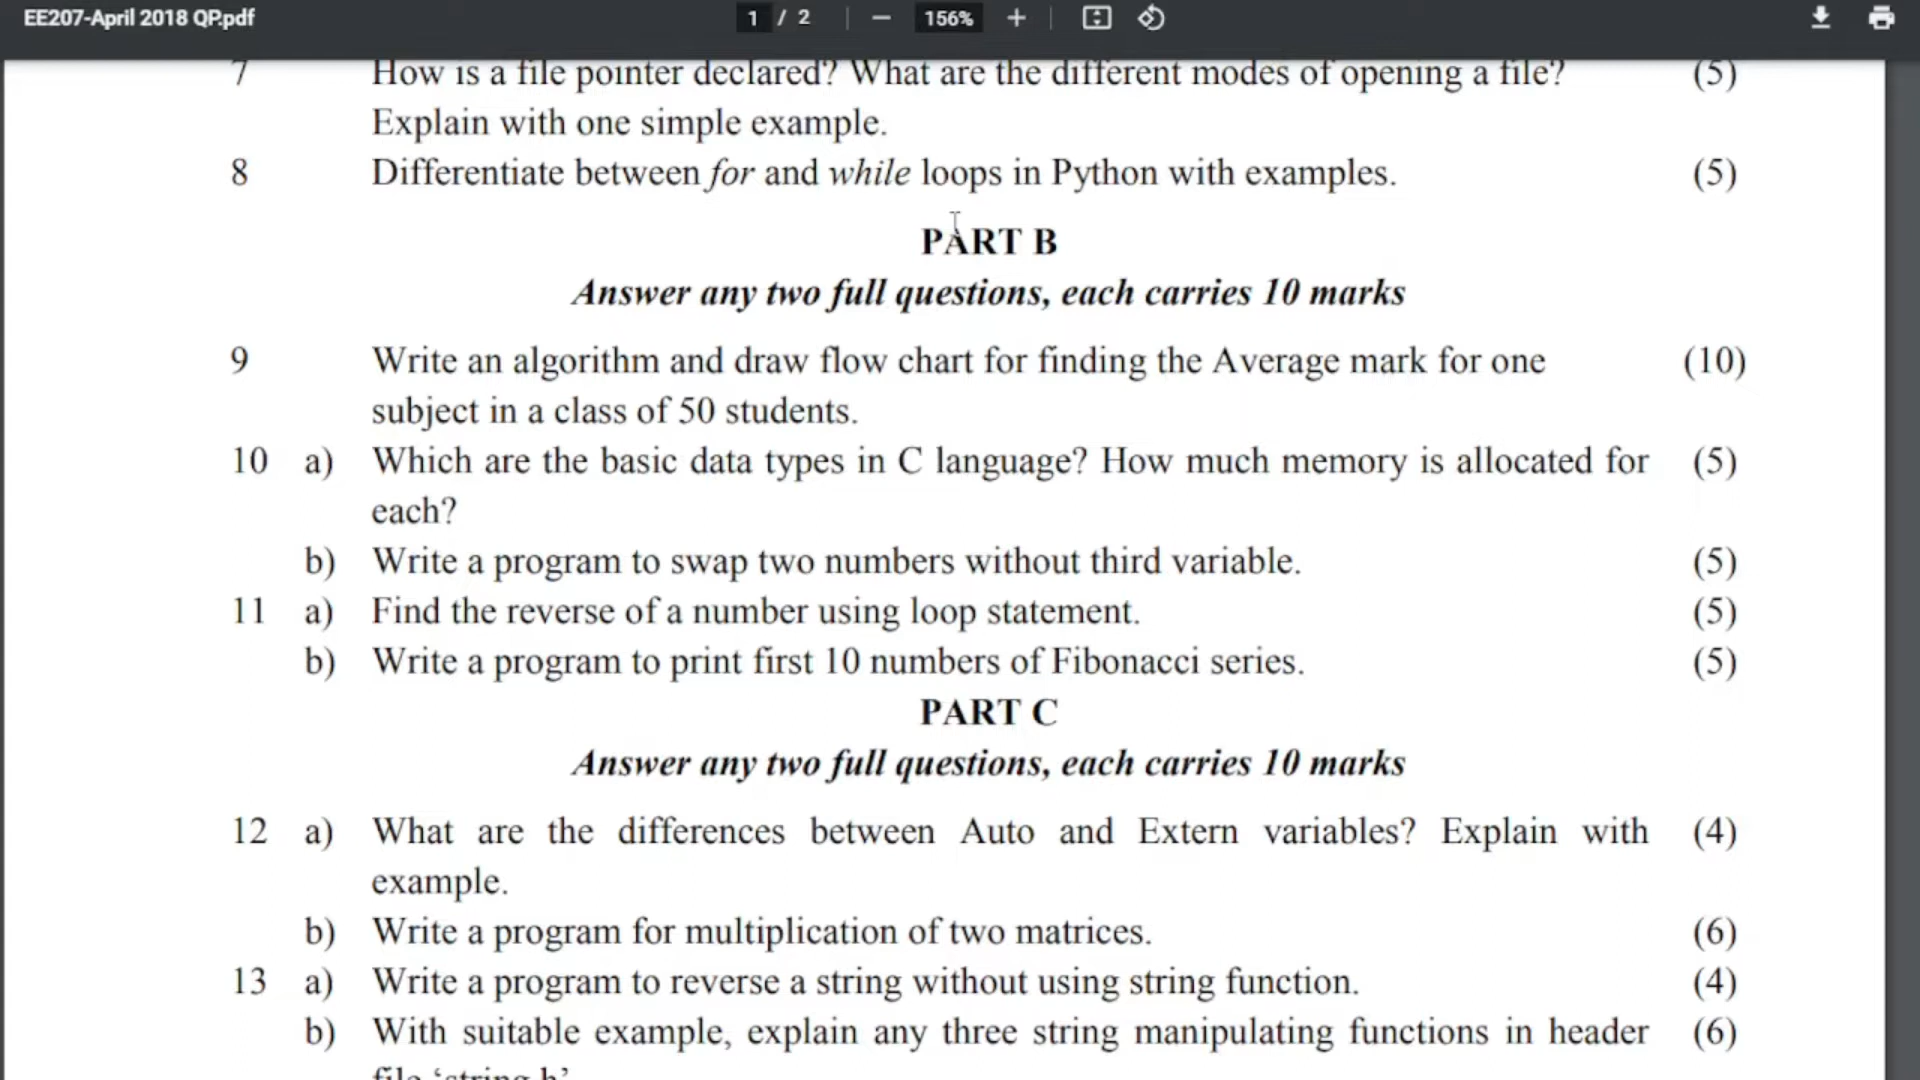 EE207-April 2018 QP.pdf 1 / 2 156%
7 How is a file pointer declared? What are the different modes of opening a file? (5)
Explain with one simple example.
8 Differentiate between for and while loops in Python with examples. (5)
PART B
Answer any two full questions, each carries 10 marks
9 Write an algorithm and draw flow chart for finding the Average mark for one (10)
subject in a class of 50 students.
10 a) Which are the basic data types in C language? How much memory is allocated for (5)
each?
b) Write a program to swap two numbers without third variable. (5)
11 a) Find the reverse of a number using loop statement. (5)
b) Write a program to print first 10 numbers of Fibonacci series. (5)
PART C
Answer any two full questions, each carries 10 marks
12 a) What are the differences between Auto and Extern variables? Explain with (4)
example.
b) Write a program for multiplication of two matrices. (6)
13 a) Write a program to reverse a string without using string function. (4)
b) With suitable example, explain any three string manipulating functions in header (6)
file 'string.h'